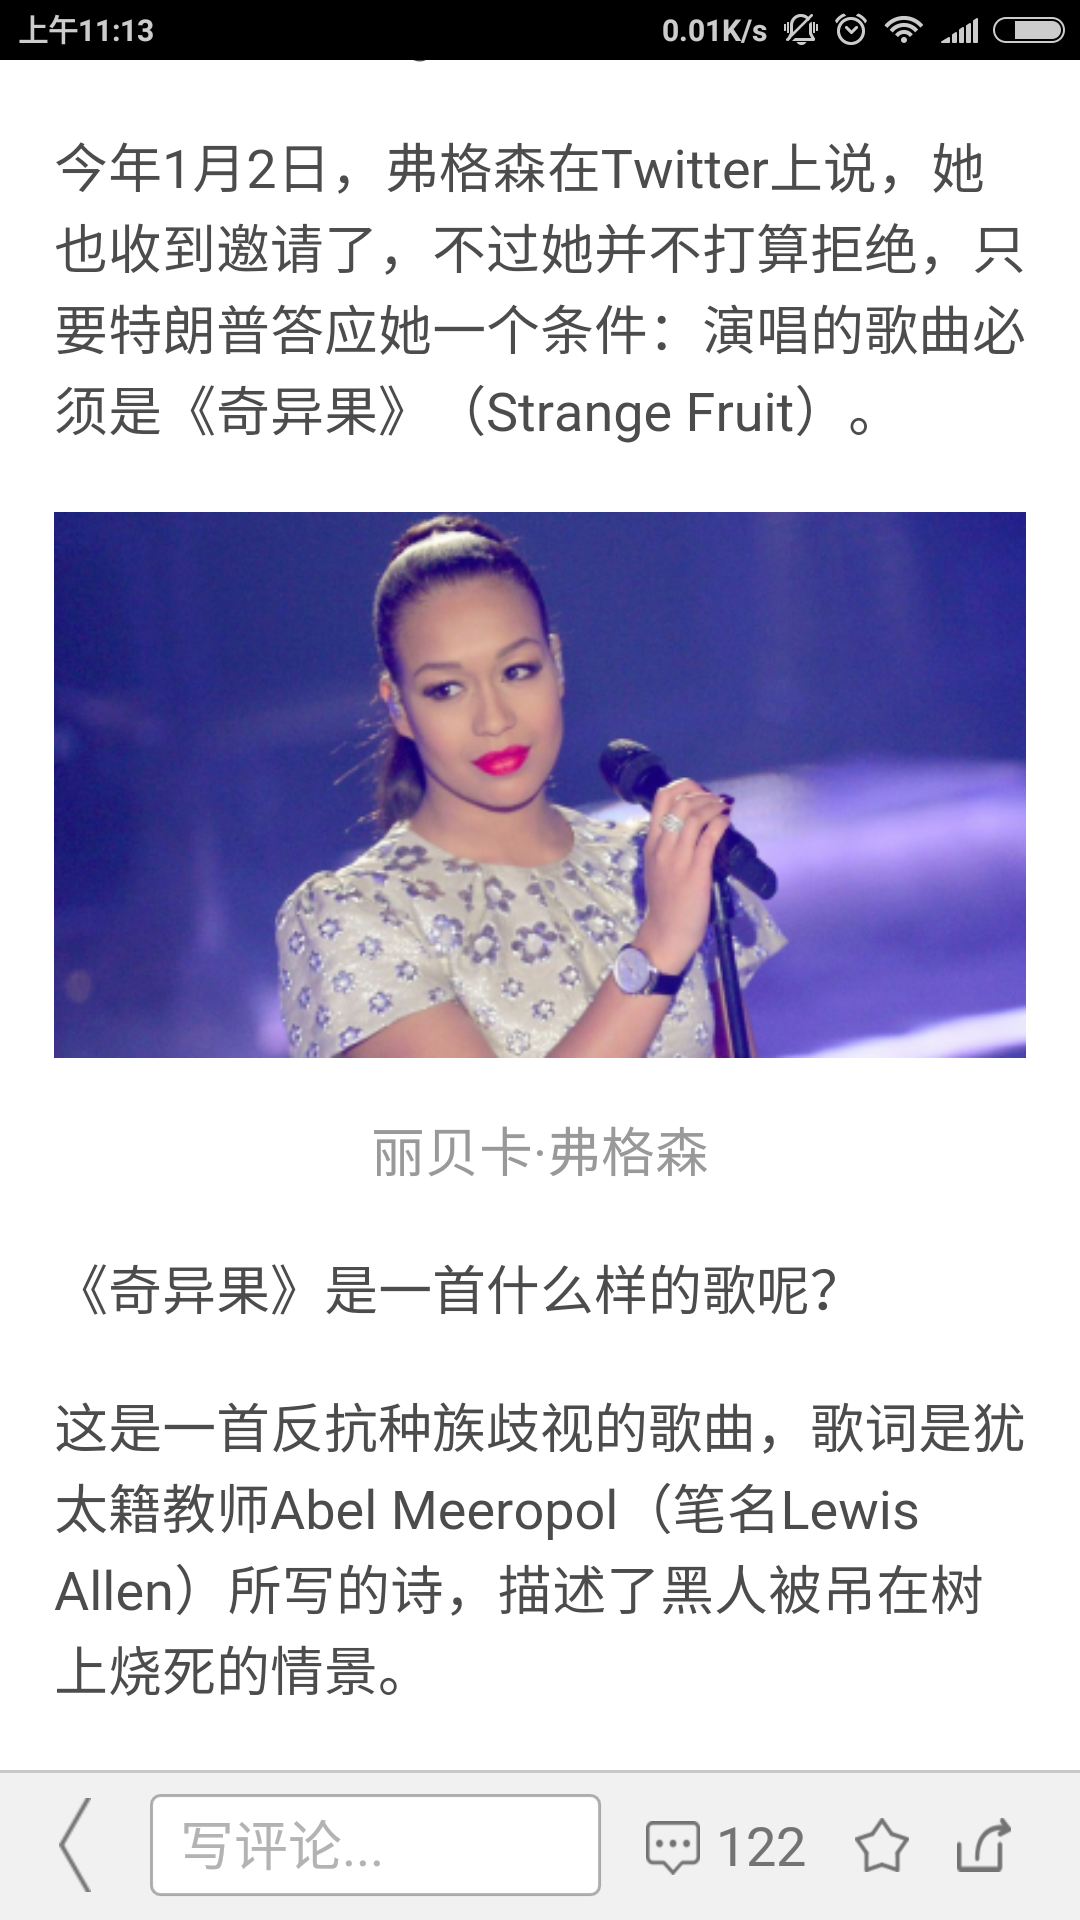 上午11:13
0.01K/s
今年1月2日，弗格森在Twitter上说，她
也收到邀请了，不过她并不打算拒绝，只
要特朗普答应她一个条件：演唱的歌曲必
须是《奇异果》（Strange Fruit）。
丽贝卡·弗格森
《奇异果》是一首什么样的歌呢？
这是一首反抗种族歧视的歌曲，歌词是犹
太籍教师Abel Meeropol（笔名Lewis
Allen）所写的诗，描述了黑人被吊在树
上烧死的情景。
写评论...
122